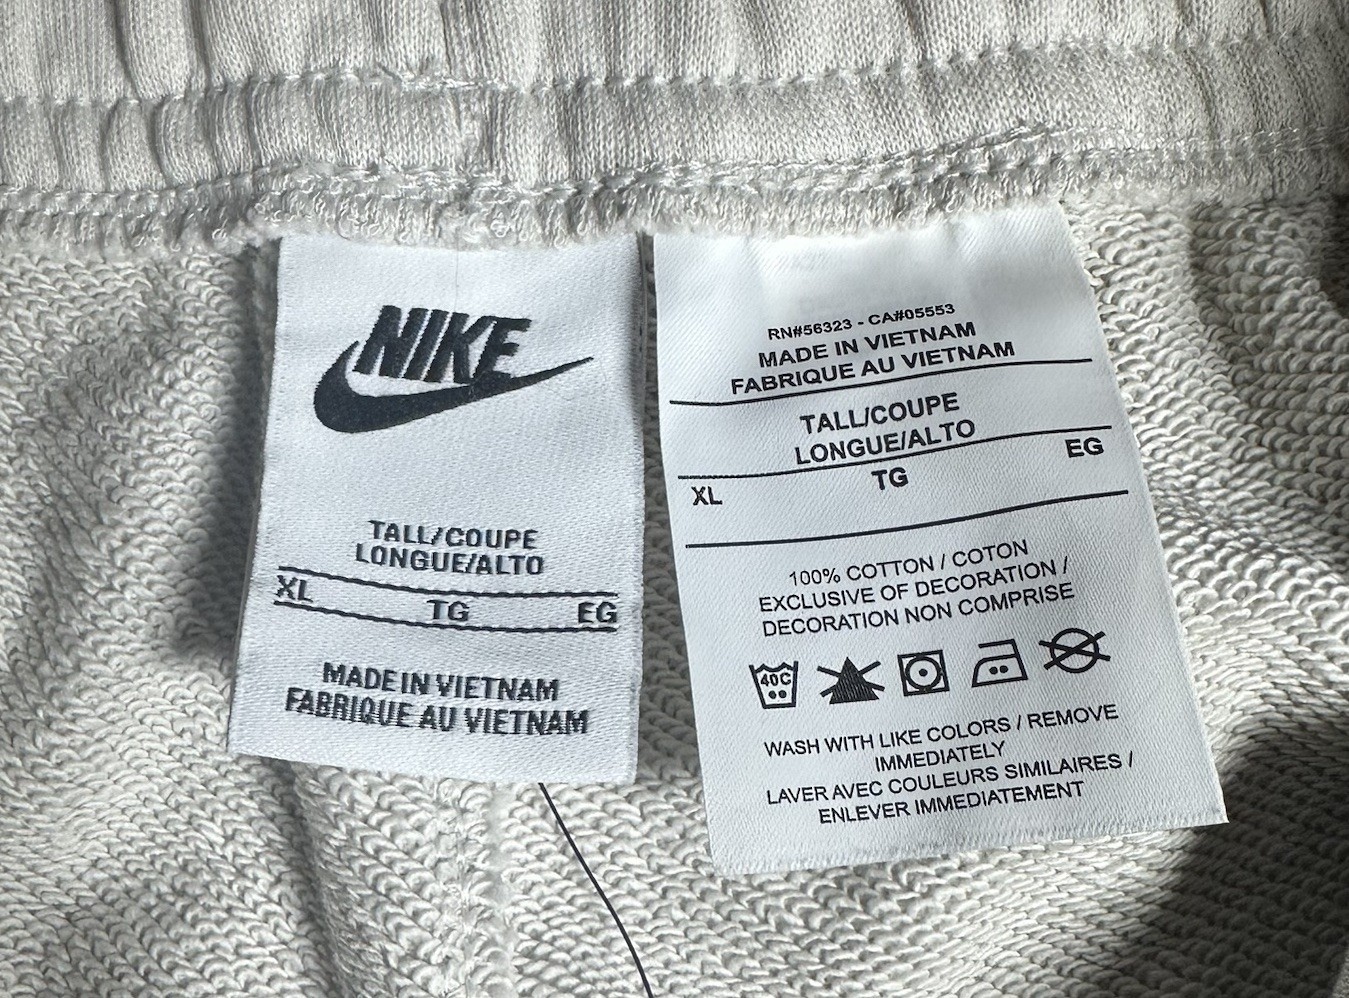 NIKE
TALL/COUPE
LONGUE/ALTO
XL TG EG
MADE IN VIETNAM
FABRIQUE AU VIETNAM
RN#56323 - CA#05553
MADE IN VIETNAM
FABRIQUE AU VIETNAM
TALL/COUPE
LONGUE/ALTO
XL TG EG
100% COTTON / COTON
EXCLUSIVE OF DECORATION /
DECORATION NON COMPRISE
40C
WASH WITH LIKE COLORS / REMOVE
IMMEDIATELY
LAVER AVEC COULEURS SIMILAIRES /
ENLEVER IMMEDIATEMENT